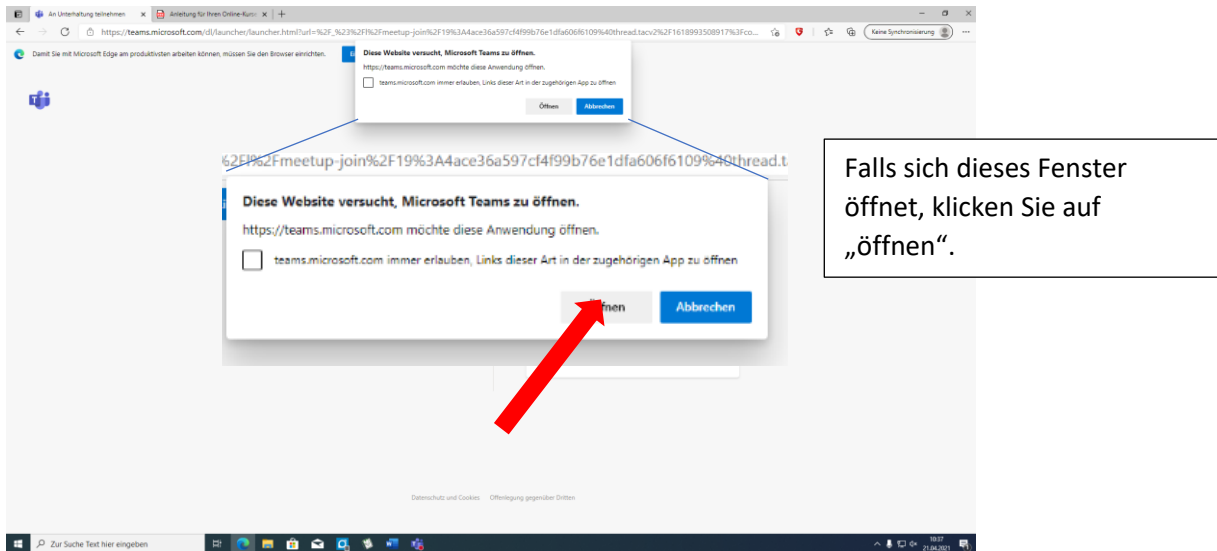 An Unterhaltung teilnehmen
Anleitung für Ihren Online-Kurs
https://teams.microsoft.com/dl/launcher/launcher.html?url=%2F_%23%2Fl%2Fmeetup-join%2F19%3A4ace36a597cf4f99b76e1dfa606f6109%40thread.tacv2%2F1618993508917%3Fco...
Keine Synchronisierung
Damit Sie mit Microsoft Edge am produktivsten arbeiten können, müssen Sie den Browser einrichten.
Diese Website versucht, Microsoft Teams zu öffnen.
https://teams.microsoft.com möchte diese Anwendung öffnen.
teams.microsoft.com immer erlauben, Links dieser Art in der zugehörigen App zu öffnen
Öffnen Abbrechen
%2Fl%2Fmeetup-join%2F19%3A4ace36a597cf4f99b76e1dfa606f6109%40thread.t
Diese Website versucht, Microsoft Teams zu öffnen.
https://teams.microsoft.com möchte diese Anwendung öffnen.
teams.microsoft.com immer erlauben, Links dieser Art in der zugehörigen App zu öffnen
Abbrechen
Falls sich dieses Fenster
öffnet, klicken Sie auf
„öffnen“.
Datenschutz und Cookies Offenlegung gegenüber Dritten
Zur Suche Text hier eingeben
10:37
21.04.2021